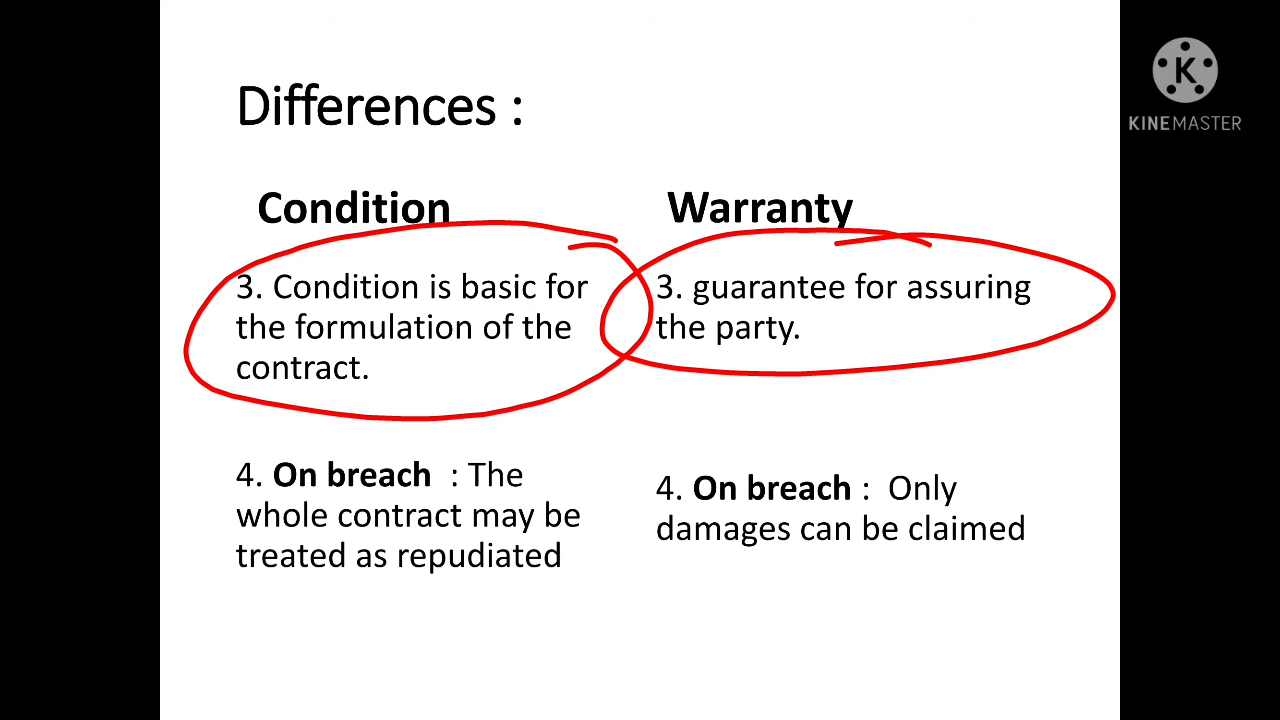 Differences :
Condition
3. Condition is basic for
the formulation of the
contract.
4. On breach : The
whole contract may be
treated as repudiated
Warranty
3. guarantee for assuring
the party.
4. On breach : Only
damages can be claimed
K
KINEMASTER